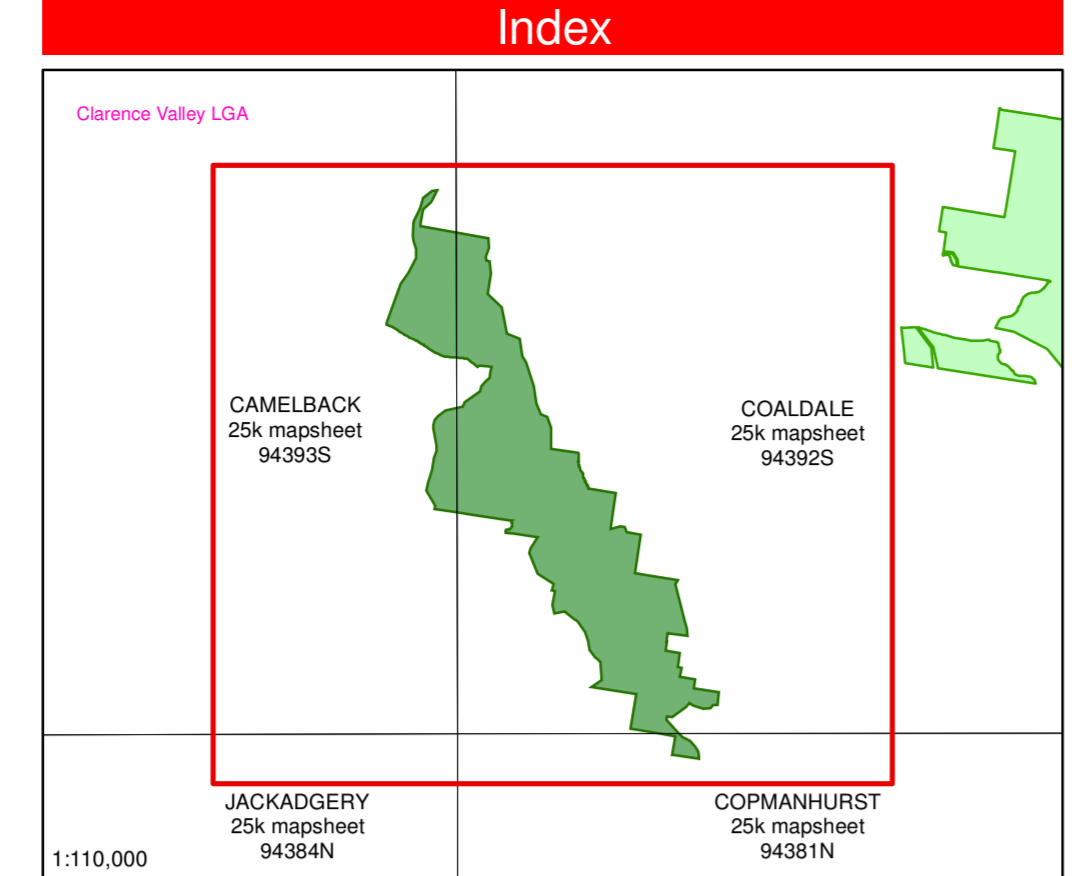 Index
Clarence Valley LGA
CAMELBACK
25k mapsheet
94393S
COALDALE
25k mapsheet
94392S
JACKADGERY
25k mapsheet
94384N
COPMANHURST
25k mapsheet
94381N
1:110,000